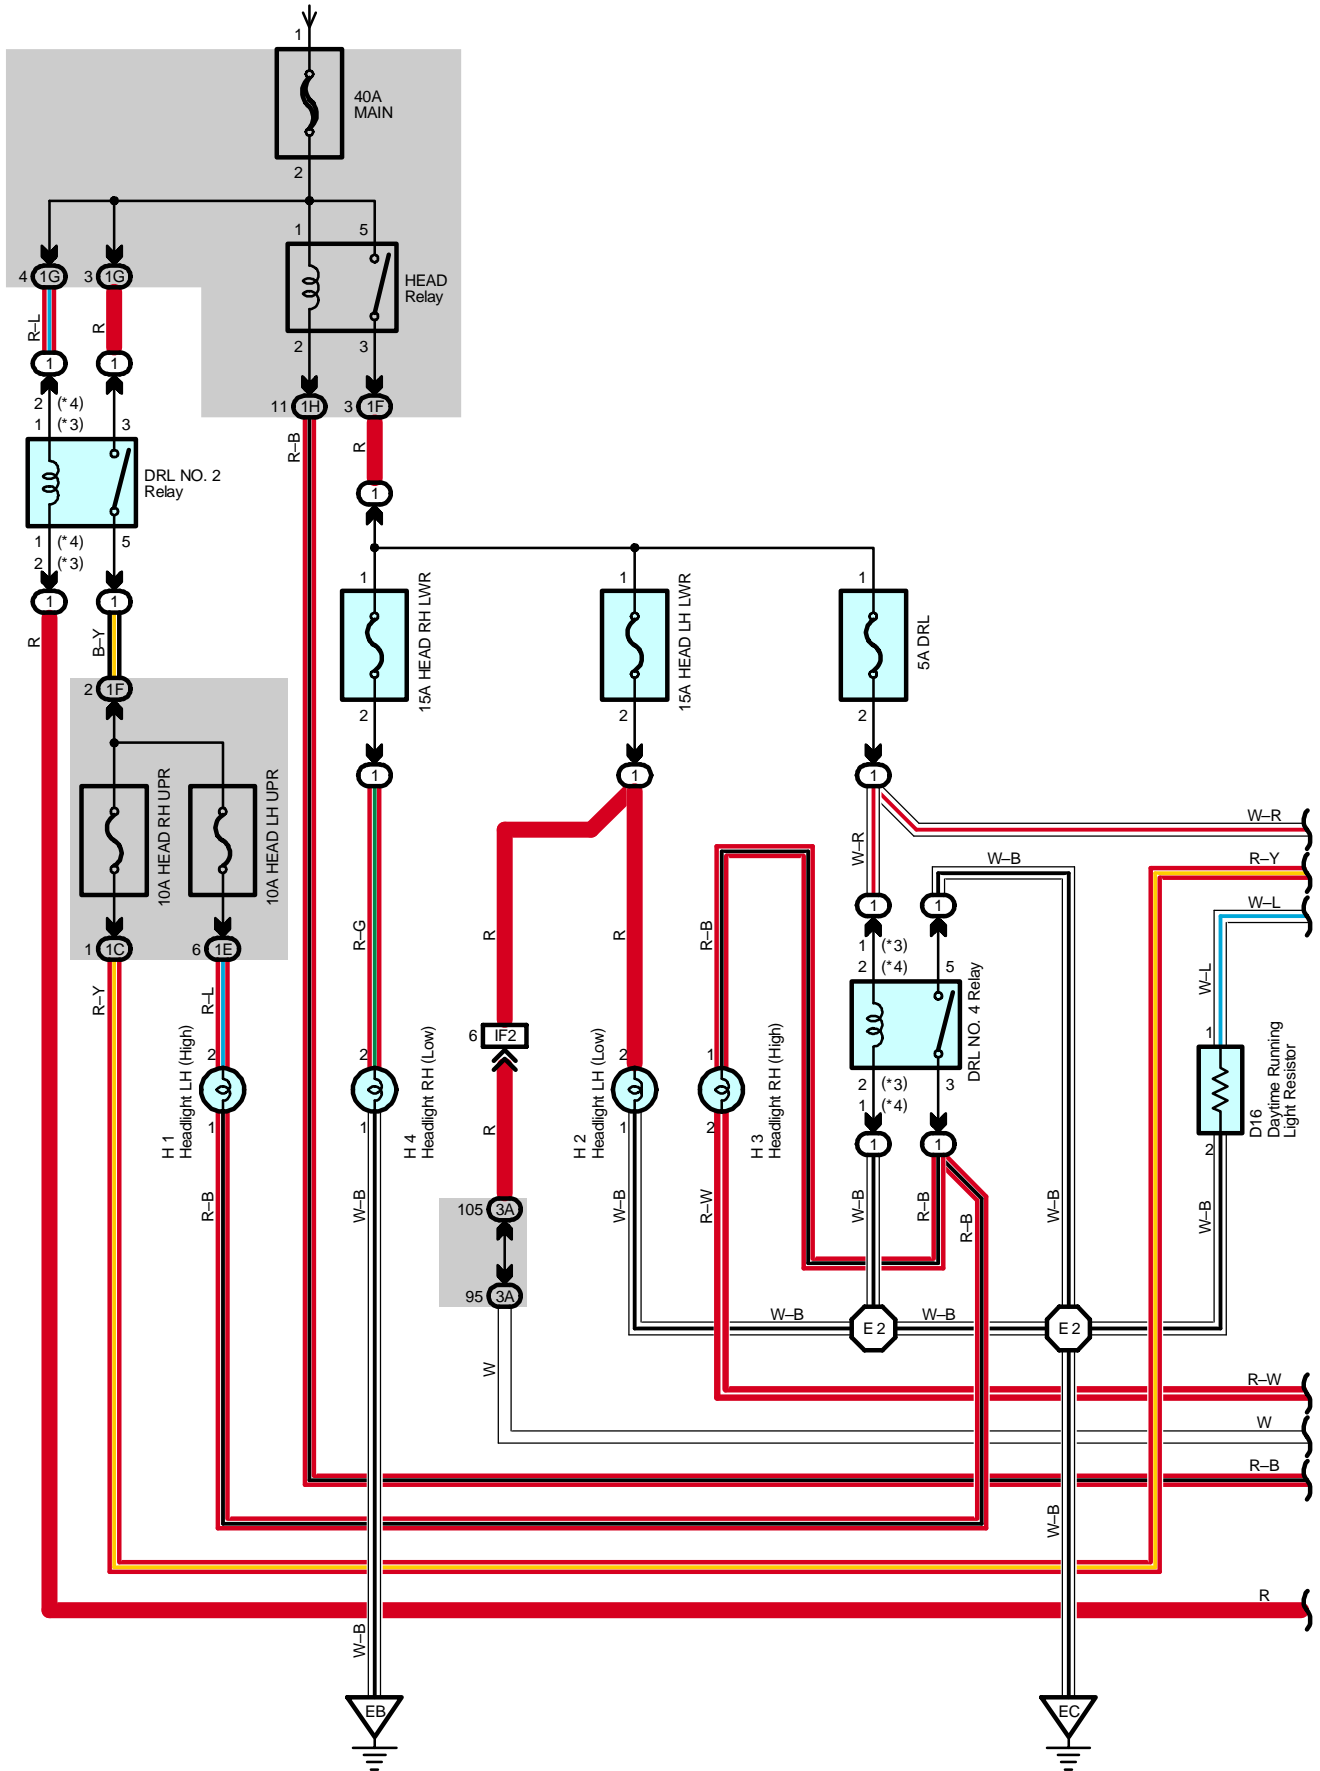 1
40A
MAIN
2
1 5
HEAD
Relay
4 1G 3 1G
R–L R
2 3
1 1
11 1H 3 1F
2 (*4)
1 (*3) 3
R–B R
DRL NO. 2
Relay
1
1 (*4) 5
2 (*3)
1 1 1
15A HEAD RH LWR
1
15A HEAD LH LWR
1
5A DRL
1 1
R B–Y
2 1F
2 2 2
10A HEAD RH UPR
10A HEAD LH UPR
1 1 1
W–R
W–R
W–B
R–Y
W–L
1 1
1 1C 6 1E
R–G R R R–B
1 (*3)
2 (*4) 5
R–Y R–L
W–L
DRL NO. 4 Relay
6 IF2
1
2 2 2 1
H 1
Headlight LH (High)
H 4
Headlight RH (Low)
H 2
Headlight LH (Low)
H 3
Headlight RH (High)
D16
Daytime Running
Light Resistor
2 (*3) 3
1 (*4)
1 1 1 2
R
1 1
2
R–B W–B W–B R–W W–B R–B R–B W–B W–B
105 3A
95 3A
W–B W–B
E 2 E 2
W
R–W
W
R–B
W–B
R
W–B
EB EC